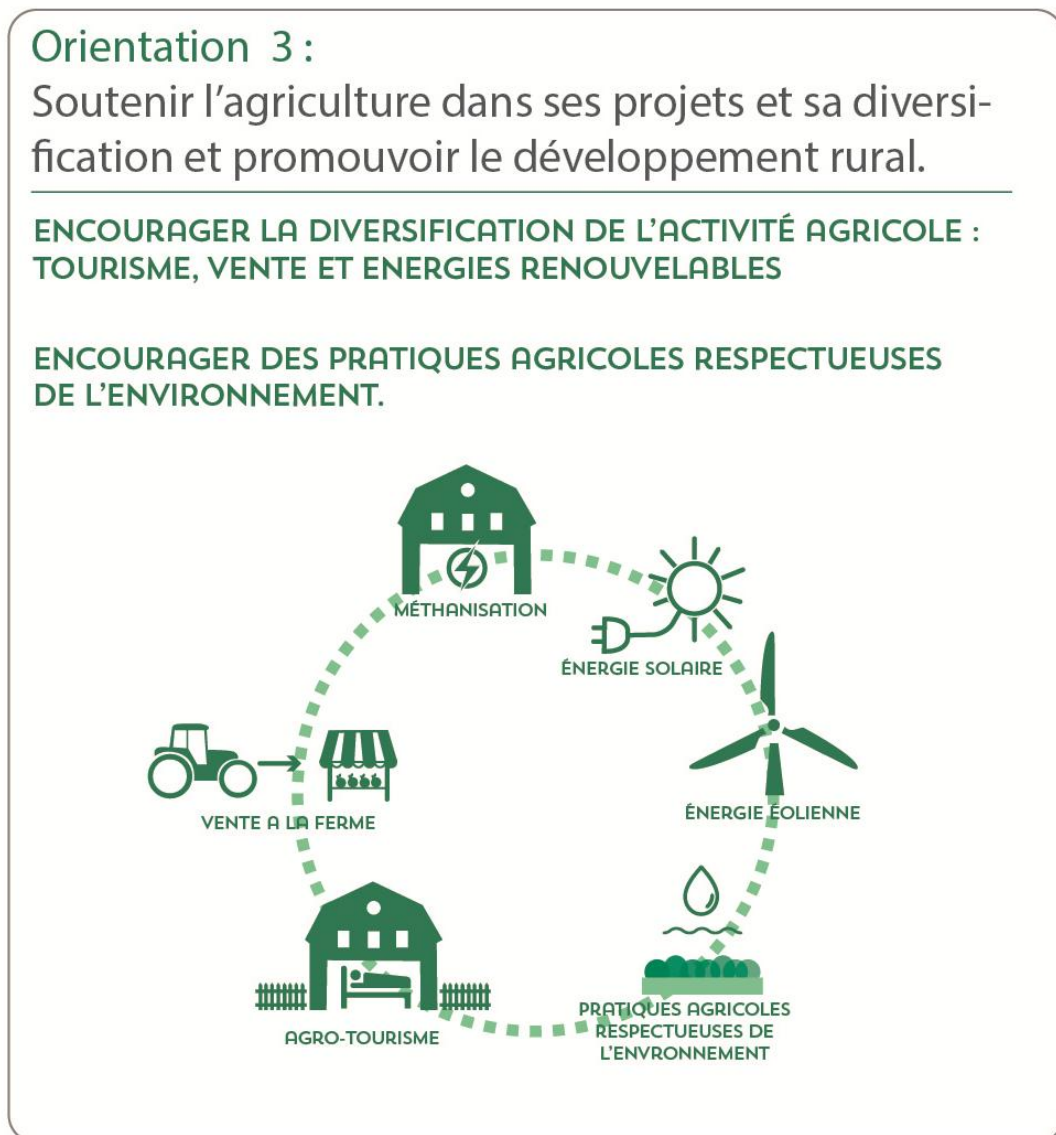 Orientation 3 :
Soutenir l’agriculture dans ses projets et sa diversi-
fication et promouvoir le développement rural.
ENCOURAGER LA DIVERSIFICATION DE L’ACTIVITÉ AGRICOLE :
TOURISME, VENTE ET ENERGIES RENOUVELABLES
ENCOURAGER DES PRATIQUES AGRICOLES RESPECTUEUSES
DE L’ENVIRONNEMENT.
MÉTHANISATION
ÉNERGIE SOLAIRE
ÉNERGIE ÉOLIENNE
VENTE A LA FERME
AGRO-TOURISME
PRATIQUES AGRICOLES
RESPECTUEUSES DE
L’ENVRONNEMENT